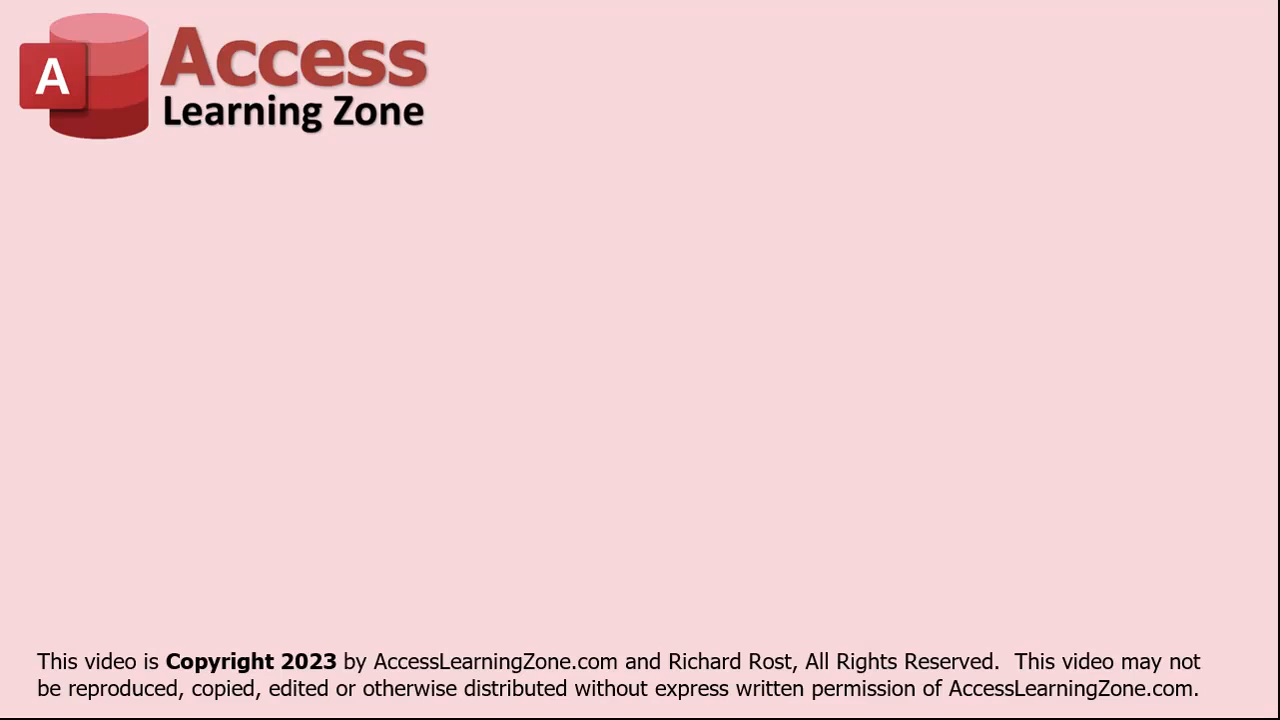 A
Access
Learning Zone
This video is Copyright 2023 by AccessLearningZone.com and Richard Rost, All Rights Reserved.  This video may not
be reproduced, copied, edited or otherwise distributed without express written permission of AccessLearningZone.com.